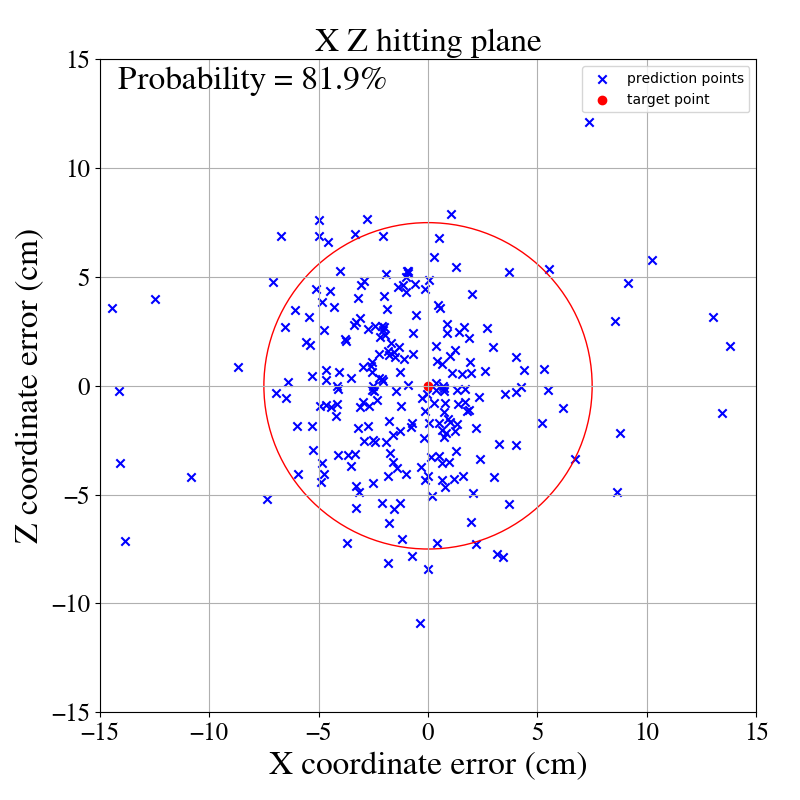 X Z hitting plane
Probability = 81.9%
prediction points
target point
15
10
5
0
−5
−10
−15
Z coordinate error (cm)
−15 −10 −5 0 5 10 15
X coordinate error (cm)